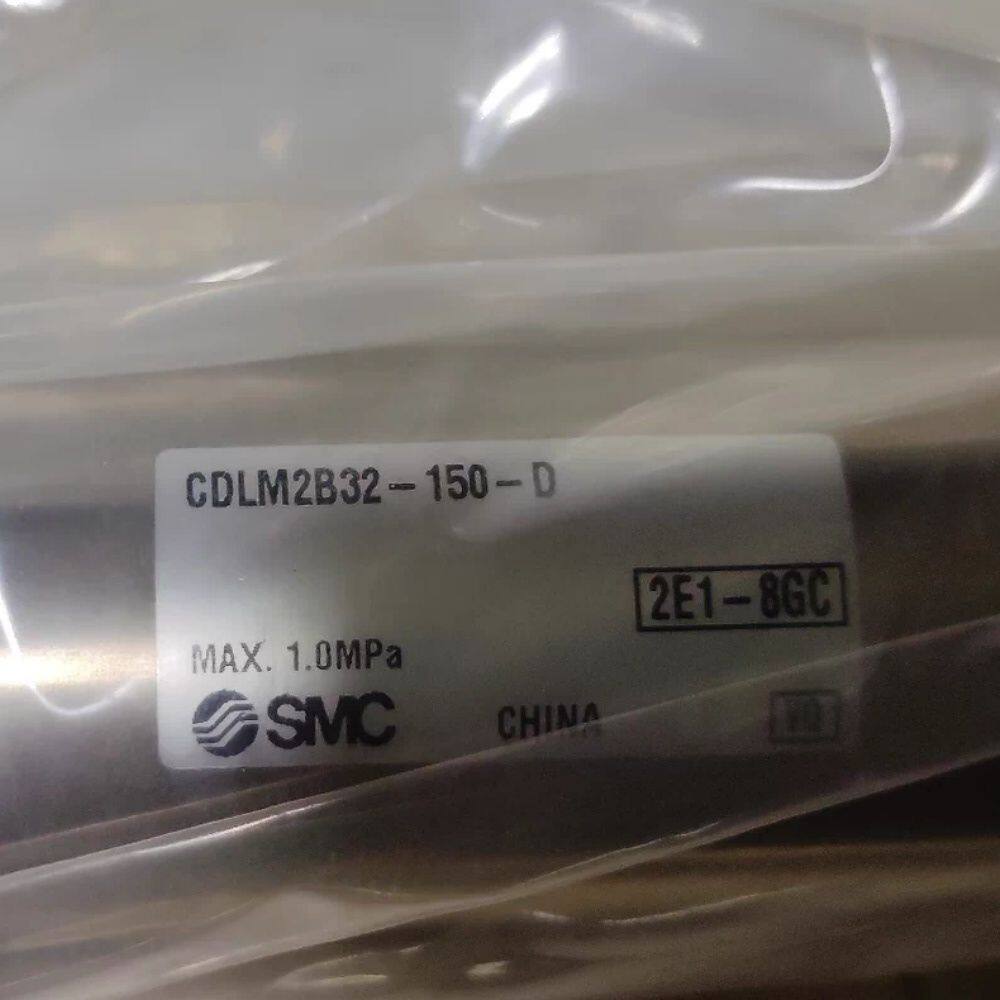 CDLM2B32-150-D
2E1-8GC
MAX. 1.0MPa
SMC CHINA